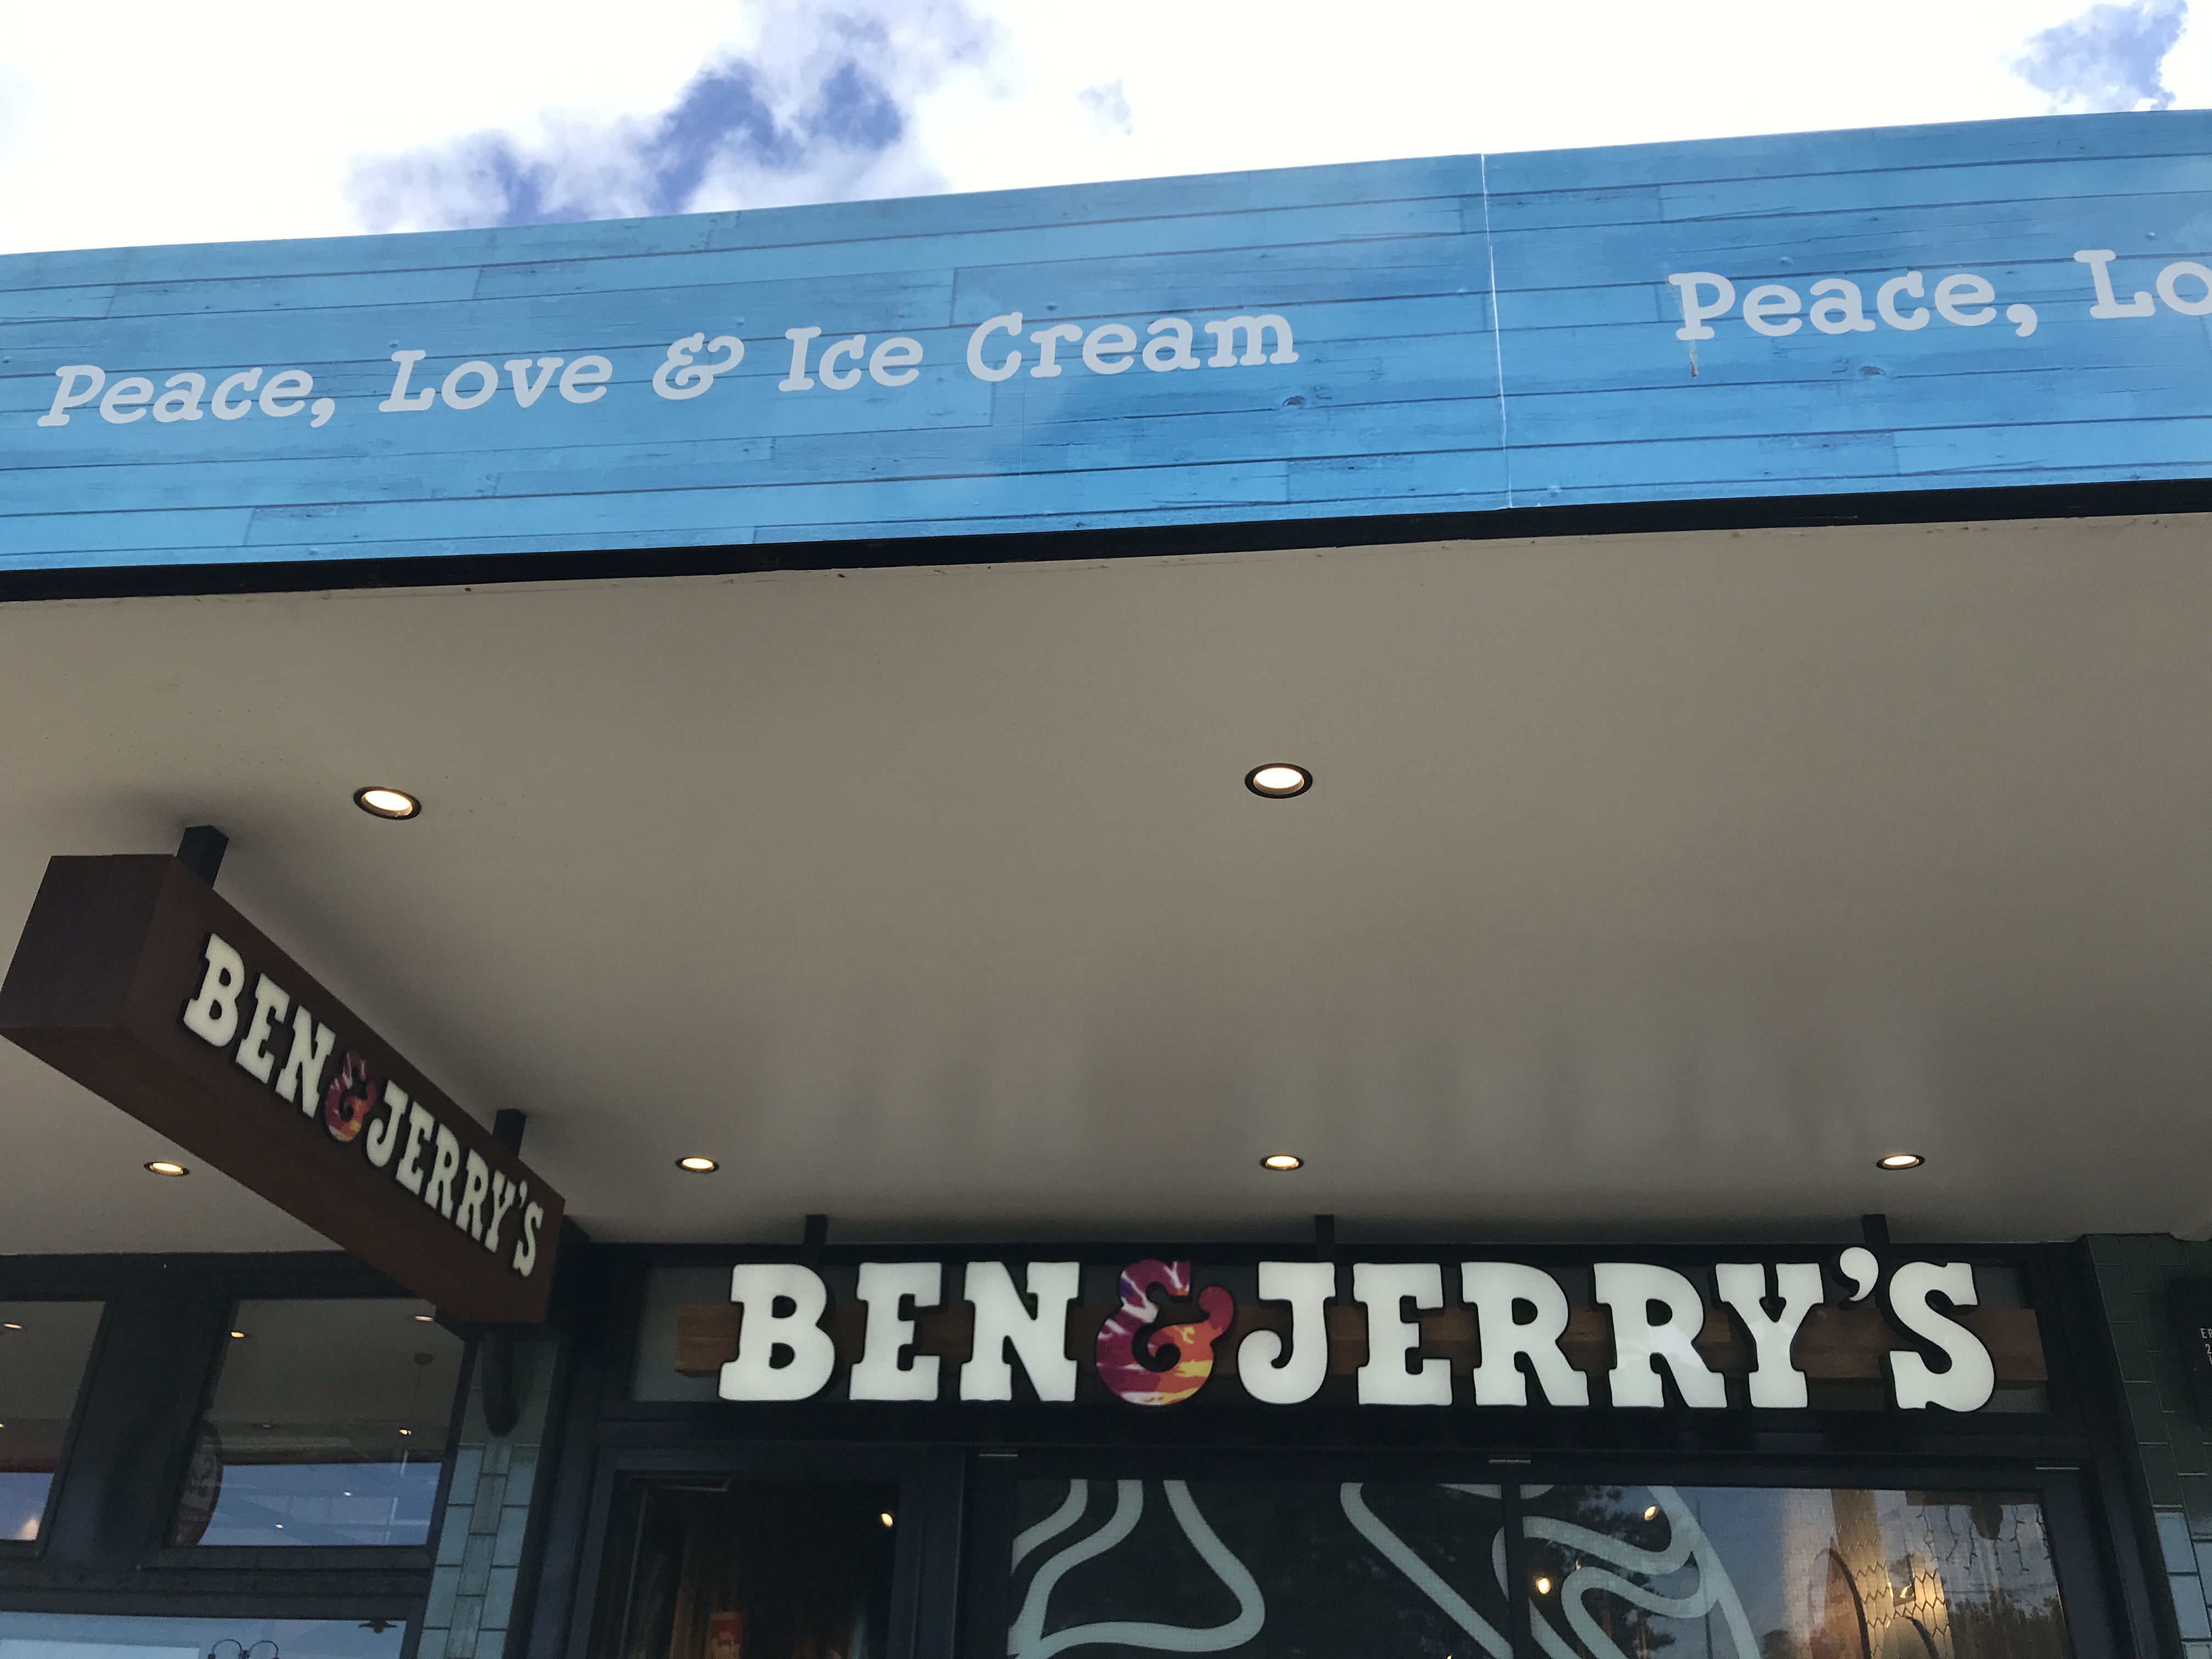 Peace, Love & Ice Cream
Peace, Lo
BEN & JERRY'S
BEN & JERRY'S